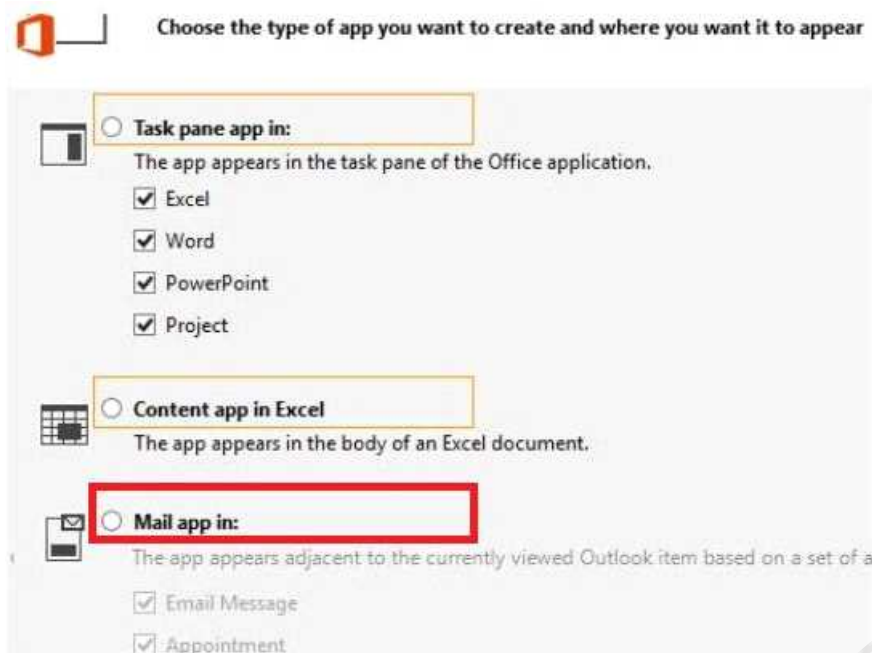 Choose the type of app you want to create and where you want it to appear
Task pane app in:
The app appears in the task pane of the Office application.
Excel
Word
PowerPoint
Project
Content app in Excel
The app appears in the body of an Excel document.
Mail app in:
The app appears adjacent to the currently viewed Outlook item based on a set of a
Email Message
Appointment